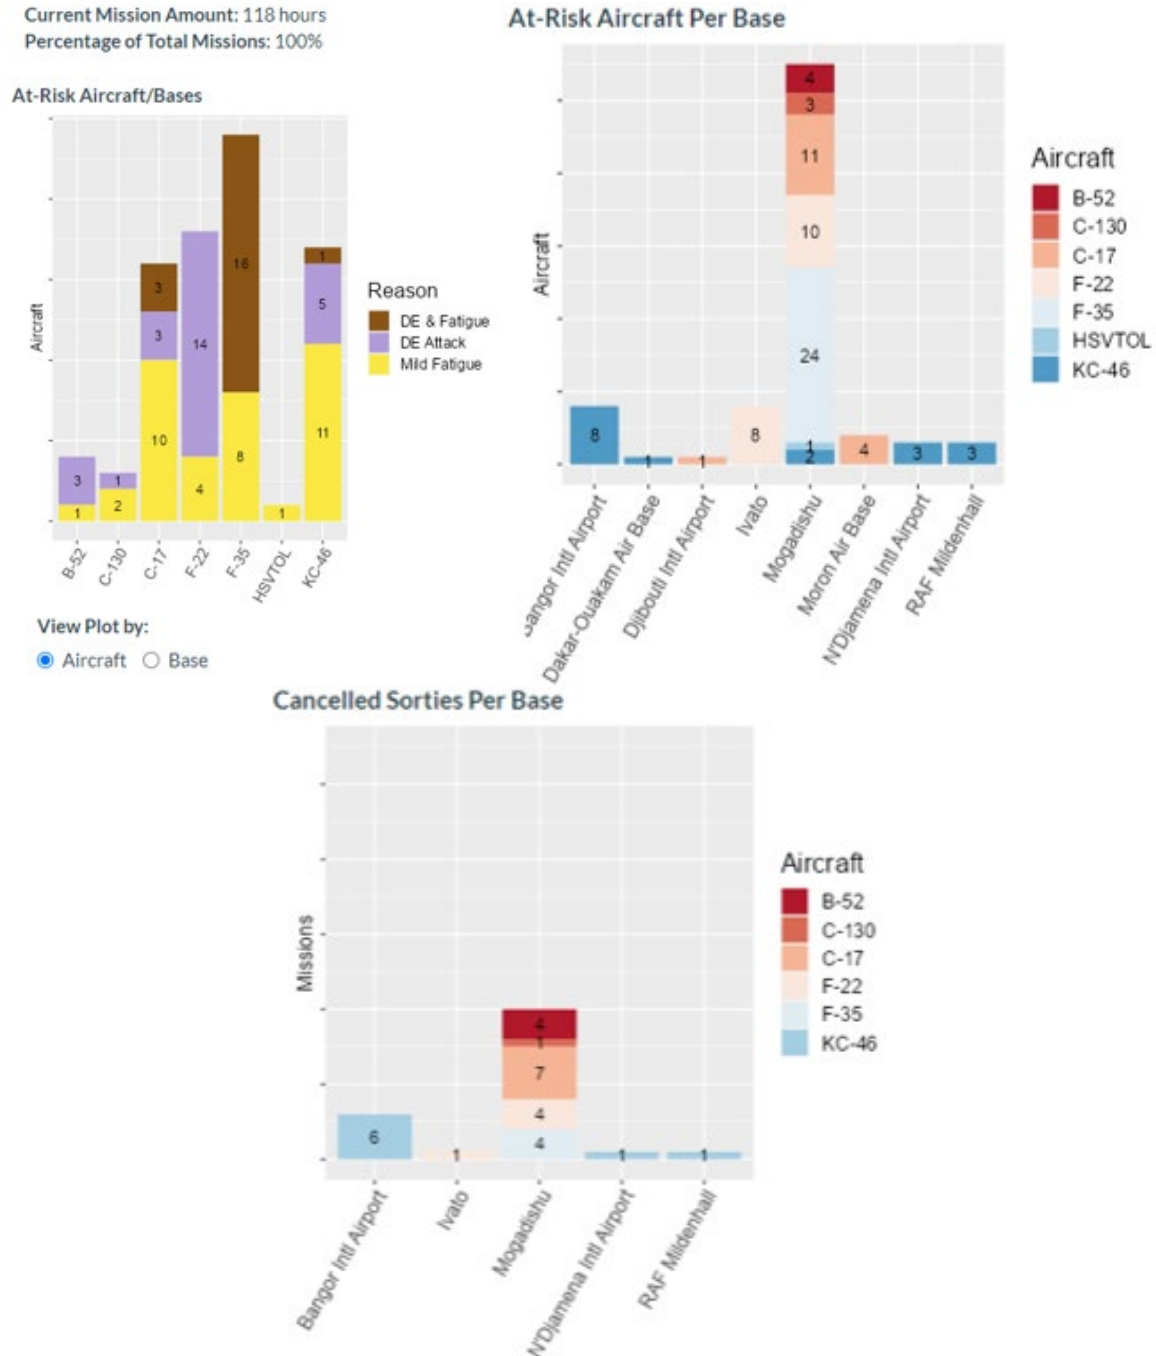 Current Mission Amount: 118 hours
Percentage of Total Missions: 100%
At-Risk Aircraft/Bases
Aircraft
3
1
1
2
3
3
10
14
4
16
8
1
1
5
11
B-52
C-130
C-17
F-22
F-35
HSVTOL
KC-46
Reason
DE & Fatigue
DE Attack
Mild Fatigue
View Plot by:
Aircraft
Base
At-Risk Aircraft Per Base
Aircraft
8
1
1
8
4
3
11
10
24
1
2
4
3
3
Bangor Intl Airport
Dakar-Ouakam Air Base
Djibouti Intl Airport
Ivato
Mogadishu
Moron Air Base
N'Djamena Intl Airport
RAF Mildenhall
Aircraft
B-52
C-130
C-17
F-22
F-35
HSVTOL
KC-46
Cancelled Sorties Per Base
Missions
6
1
4
1
7
4
4
1
1
Bangor Intl Airport
Ivato
Mogadishu
N'Djamena Intl Airport
RAF Mildenhall
Aircraft
B-52
C-130
C-17
F-22
F-35
KC-46